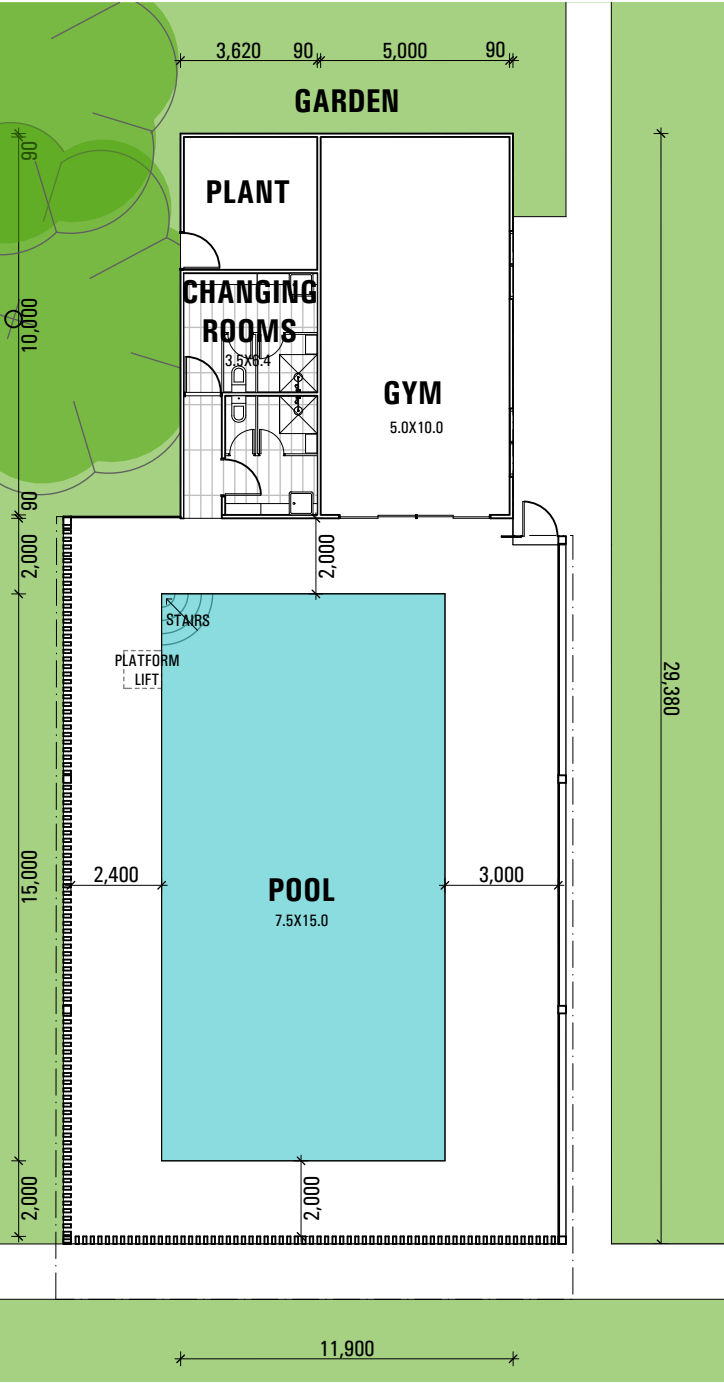 3,620
90
5,000
90
GARDEN
90
PLANT
CHANGING
ROOMS
3.5X6.4
10,000
GYM
5.0X10.0
90
2,000
2,000
STAIRS
PLATFORM
LIFT
29,380
15,000
2,400
POOL
7.5X15.0
3,000
2,000
2,000
11,900